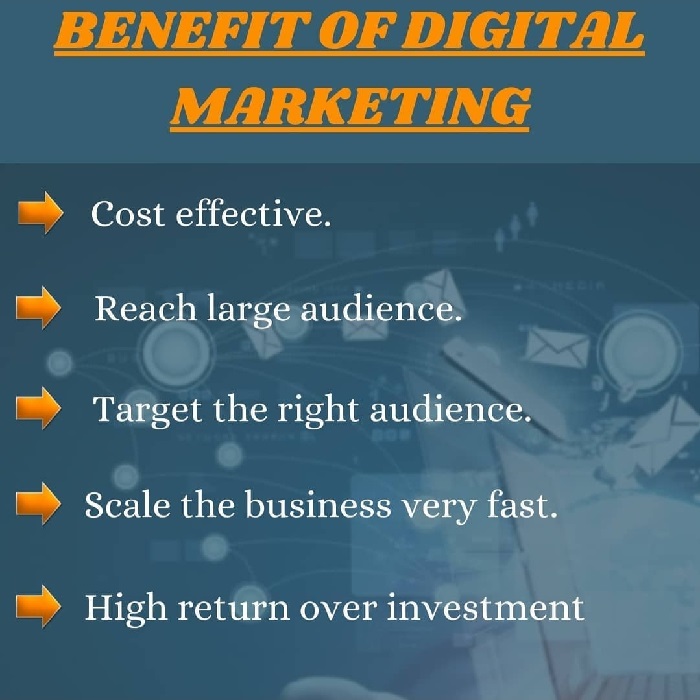 BENEFIT OF DIGITAL
MARKETING
Cost effective.
Reach large audience.
Target the right audience.
Scale the business very fast.
High return over investment